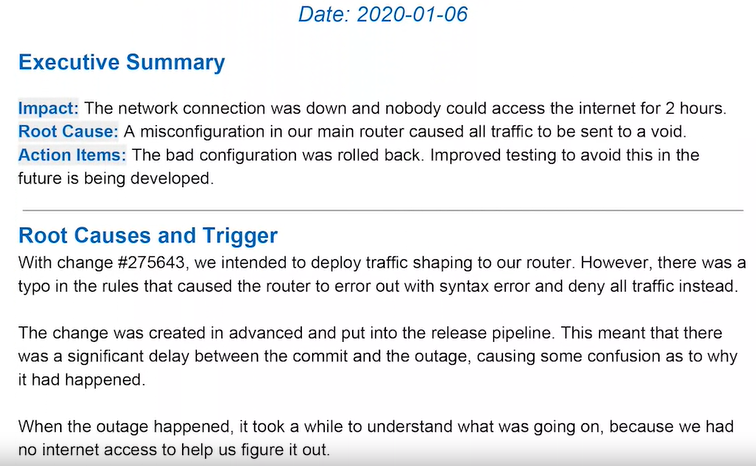 Date: 2020-01-06
Executive Summary
Impact: The network connection was down and nobody could access the internet for 2 hours.
Root Cause: A misconfiguration in our main router caused all traffic to be sent to a void.
Action Items: The bad configuration was rolled back. Improved testing to avoid this in the
future is being developed.
Root Causes and Trigger
With change #275643, we intended to deploy traffic shaping to our router. However, there was a
typo in the rules that caused the router to error out with syntax error and deny all traffic instead.
The change was created in advanced and put into the release pipeline. This meant that there
was a significant delay between the commit and the outage, causing some confusion as to why
it had happened.
When the outage happened, it took a while to understand what was going on, because we had
no internet access to help us figure it out.